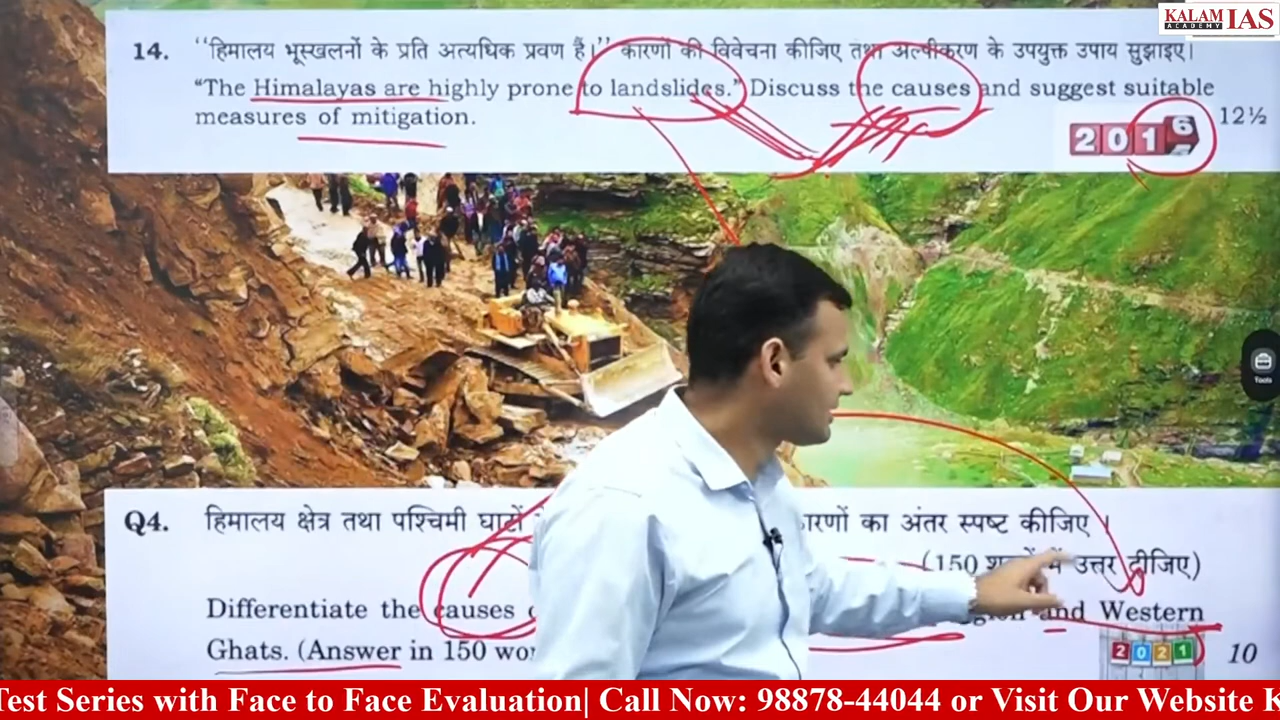 KALAM IAS
ACADEMY
14. "हिमालय भूस्खलनों के प्रति अत्यधिक प्रवण हैं।" कारणों की विवेचना कीजिए तथा अल्पीकरण के उपयुक्त उपाय सुझाइए।
"The Himalayas are highly prone to landslides." Discuss the causes and suggest suitable
measures of mitigation. 12½
2016
Tools
Q4. हिमालय क्षेत्र तथा पश्चिमी घाटों कारणों का अंतर स्पष्ट कीजिए ।
(150 शब्दों में उत्तर दीजिए)
Differentiate the causes and Western
Ghats. (Answer in 150 10
2021
Test Series with Face to Face Evaluation| Call Now: 98878-44044 or Visit Our Website